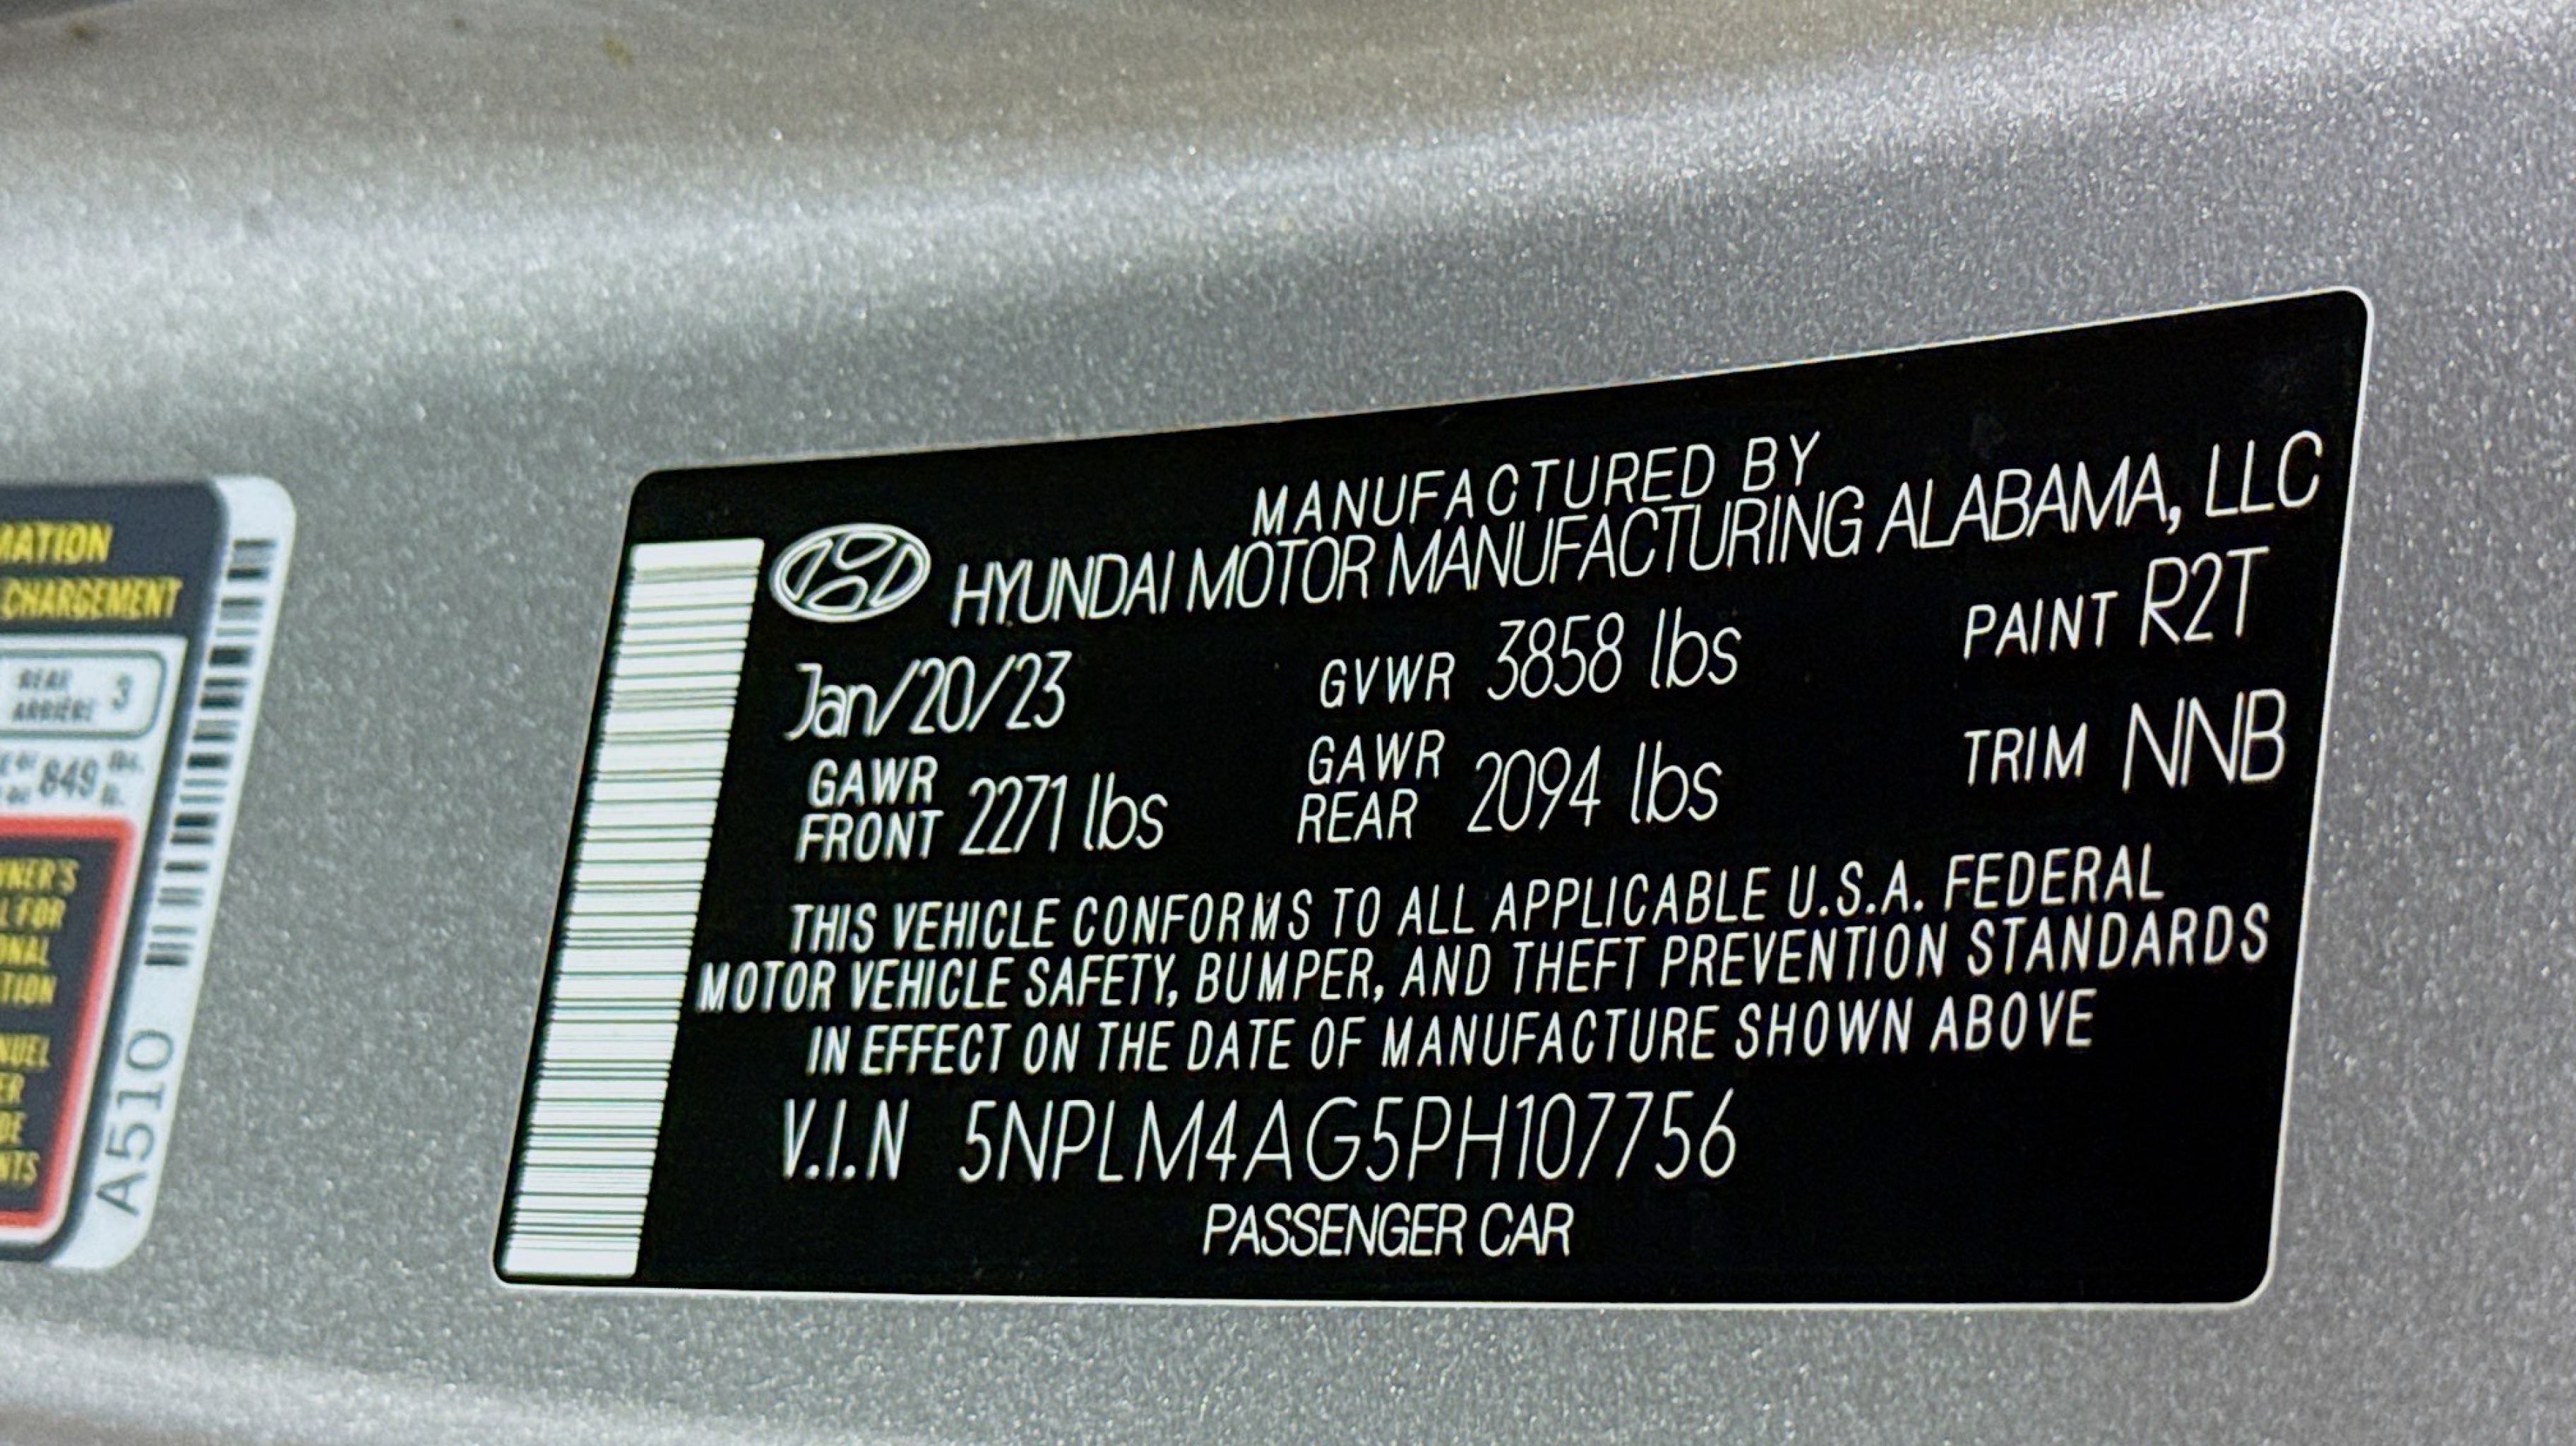 MATION
CHARGEMENT
REAR
ARRIÈRE 3
849
A510
MANUFACTURED BY
HYUNDAI MOTOR MANUFACTURING ALABAMA, LLC
Jan/20/23 GVWR 3858 lbs PAINT R2T
GAWR FRONT 2271 lbs GAWR REAR 2094 lbs TRIM NNB
THIS VEHICLE CONFORMS TO ALL APPLICABLE U.S.A. FEDERAL
MOTOR VEHICLE SAFETY, BUMPER, AND THEFT PREVENTION STANDARDS
IN EFFECT ON THE DATE OF MANUFACTURE SHOWN ABOVE
V.I.N 5NPLM4AG5PH107756
PASSENGER CAR